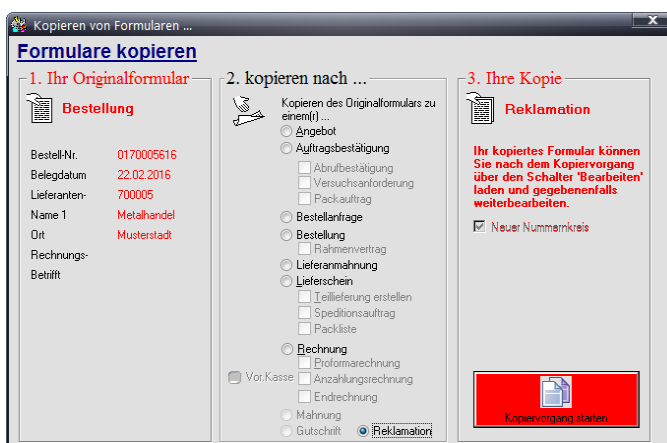 Kopieren von Formularen ...
x
Formulare kopieren
1. Ihr Originalformular
Bestellung
Bestell-Nr. 0170005616
Belegdatum 22.02.2016
Lieferanten- 700005
Name 1 Metalhandel
Ort Musterstadt
Rechnungs-
Betrifft
2. kopieren nach ...
Kopieren des Originalformulars zu
einem(r) ...
Angebot
Auftragsbestätigung
Abrufbestätigung
Versuchsanforderung
Packauftrag
Bestellanfrage
Bestellung
Rahmenvertrag
Lieferanmahnung
Lieferschein
Teillieferung erstellen
Speditionsauftrag
Packliste
Rechnung
Proformarechnung
Vor.Kasse Anzahlungsrechnung
Endrechnung
Mahnung
Gutschrift Reklamation
3. Ihre Kopie
Reklamation
Ihr kopiertes Formular können
Sie nach dem Kopiervorgang
über den Schalter 'Bearbeiten'
laden und gegebenenfalls
weiterbearbeiten.
Neuer Nummernkreis
Kopiervorgang starten